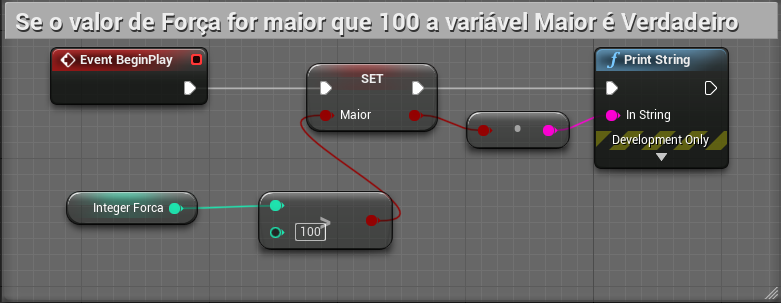 Se o valor de Força for maior que 100 a variável Maior é Verdadeiro
Event BeginPlay
SET
Maior
f Print String
In String
Development Only
Integer Forca
>
100